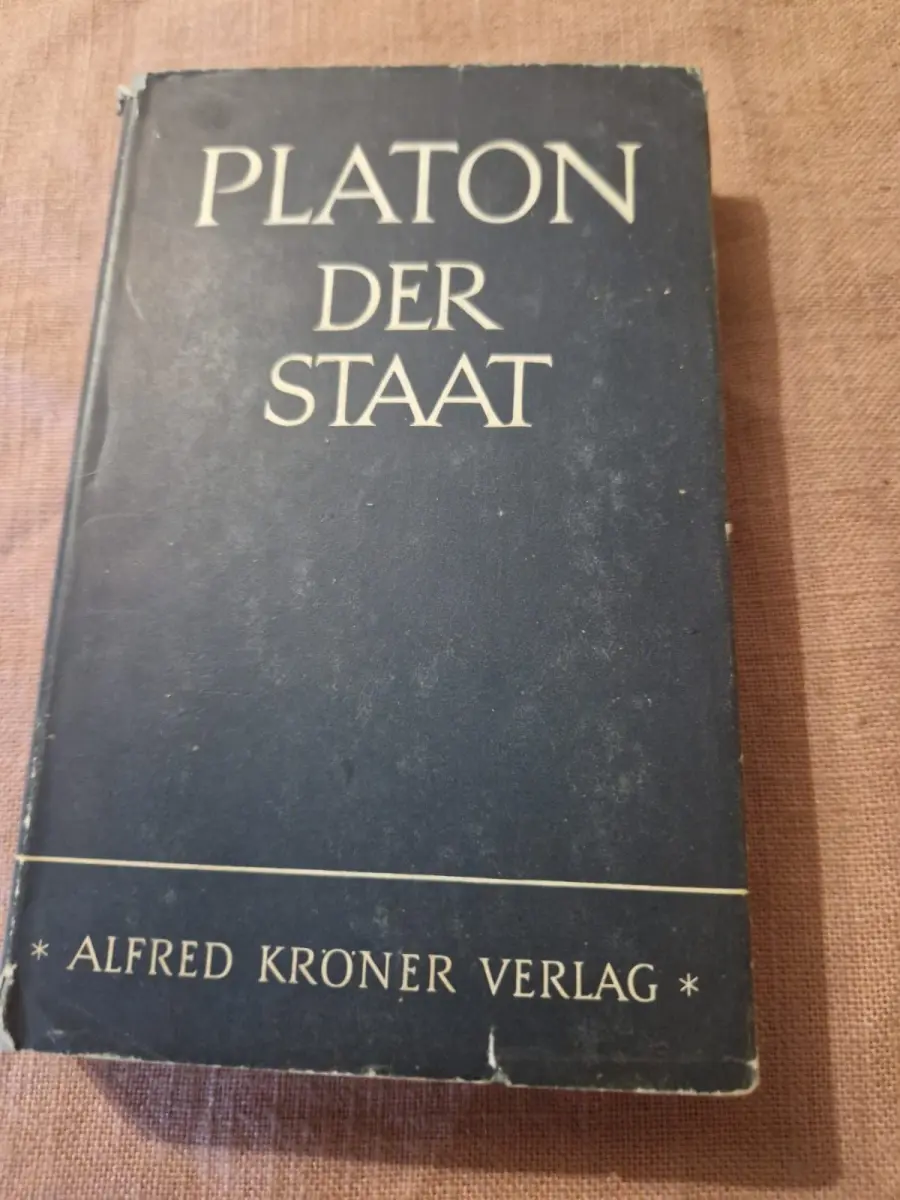 PLATON
DER
STAAT
* ALFRED KRÖNER VERLAG *